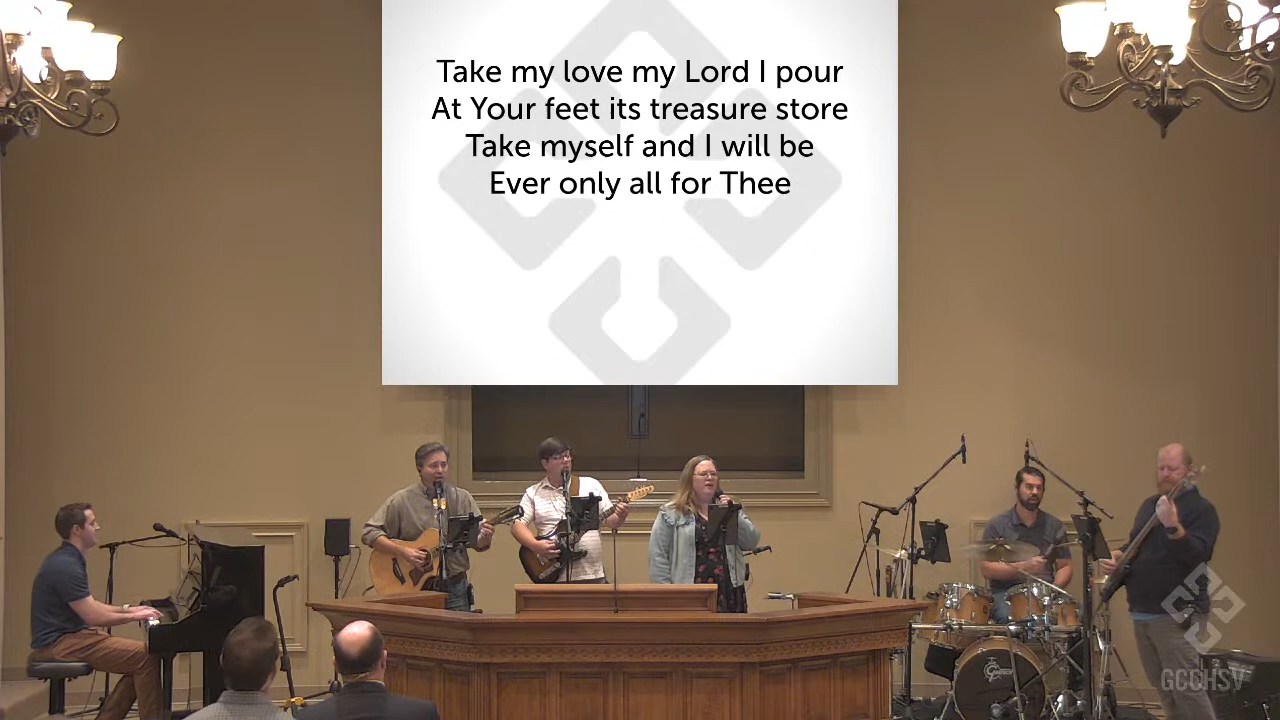 Take my love my Lord I pour
At Your feet its treasure store
Take myself and I will be
Ever only all for Thee
GCCHSV